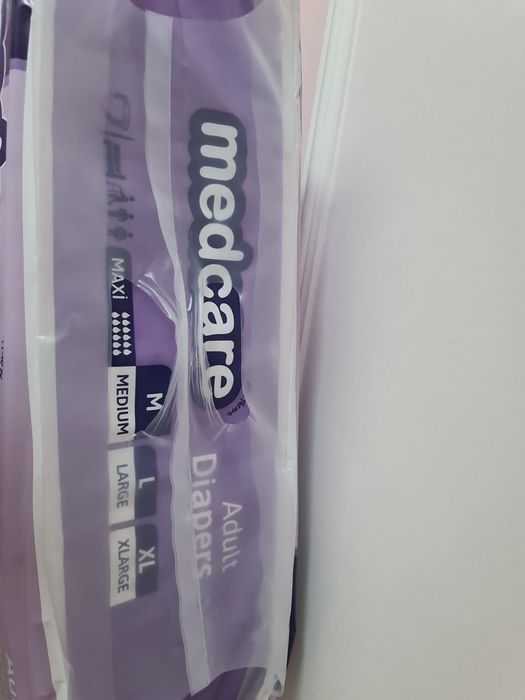 medcare
Adult
Diapers
MAXi
M
MEDIUM
L
LARGE
XL
XLARGE